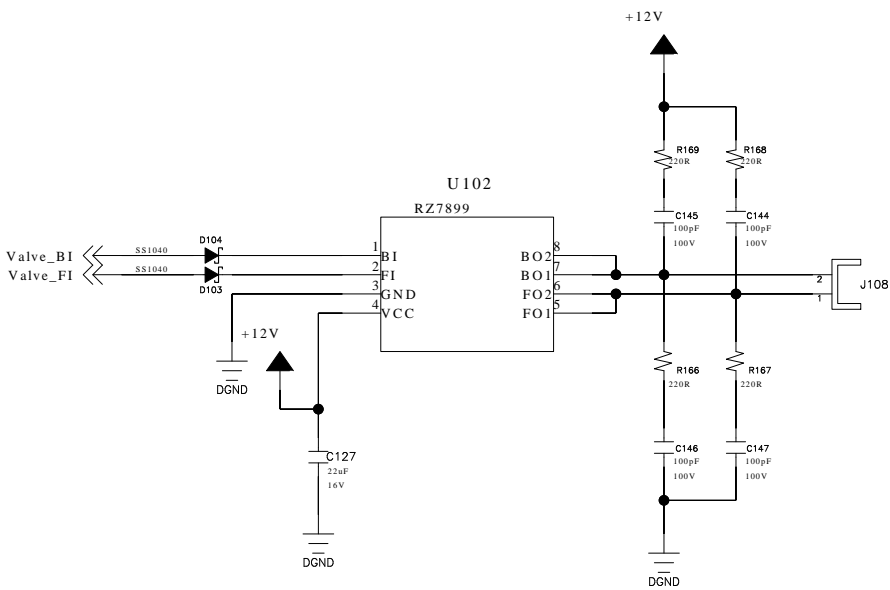 +12V
R169
220R
R168
220R
U102
RZ7899
C145
100pF
100V
C144
100pF
100V
Valve_BI
SS1040
D104
1
BI
BO2
8
Valve_FI
SS1040
D103
2
FI
BO1
7
3
GND
FO2
6
4
VCC
FO1
5
2
1
J108
+12V
DGND
R166
220R
R167
220R
C127
22uF
16V
C146
100pF
100V
C147
100pF
100V
DGND
DGND